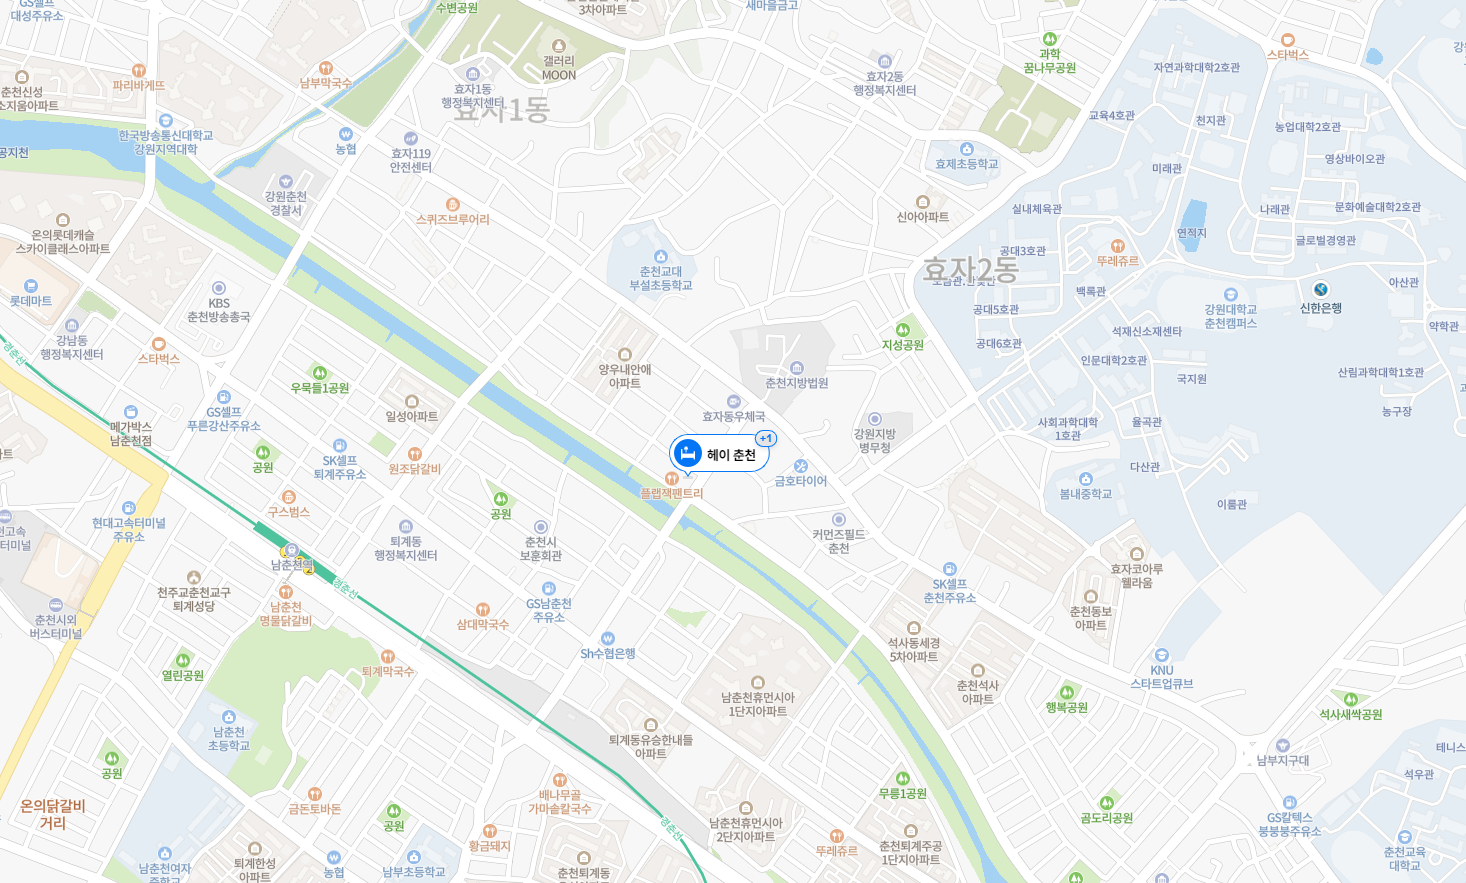 GS셀프
대성주유소
수변공원
3차아파트
새마을금고
갤러리
MOON
과학
꿈나무공원
스타벅스
자연과학대학2호관
춘천신성
소지움아파트
파리바게뜨
남부막국수
효자1동
행정복지센터
효자1동
효자2동
행정복지센터
교육4호관
천지관
농업대학2호관
한국방송통신대학교
강원지역대학
농협
효자119
안전센터
공지천
효제초등학교
미래관
영상바이오관
강원춘천
경찰서
스퀴즈브루어리
신아아파트
실내체육관
나래관
문화예술대학2호관
온의롯데캐슬
스카이클래스아파트
연적지
글로벌경영관
공대3호관
뚜레쥬르
춘천교대
부설초등학교
효자2동
롯데마트
KBS
춘천방송총국
백록관
강원대학교
춘천캠퍼스
신한은행
아산관
공대5호관
약학관
강남동
행정복지센터
스타벅스
경춘선
지성공원
석재신소재센타
공대6호관
인문대학2호관
양우내안애
아파트
춘천지방법원
국지원
산림과학대학1호관
우묵들1공원
GS셀프
푸른강산주유소
일성아파트
효자동우체국
농구장
메가박스
남춘천점
강원지방
병무청
사회과학대학
1호관
율곡관
+1
헤이 춘천
공원
SK셀프
퇴계주유소
원조닭갈비
금호타이어
다산관
플랩잭팬트리
봄내중학교
구스범스
공원
이룸관
현대고속터미널
주유소
퇴계동
행정복지센터
춘천시
보훈회관
커먼즈필드
춘천
남춘천역
경춘선
효자코아루
웰라움
천주교춘천교구
퇴계성당
남춘천
명물닭갈비
GS남춘천
주유소
SK셀프
춘천주유소
춘천시외
버스터미널
삼대막국수
춘천동보
아파트
석사동세경
5차아파트
Sh수협은행
열린공원
퇴계막국수
KNU
스타트업큐브
춘천석사
아파트
남춘천휴먼시아
1단지아파트
행복공원
석사새싹공원
남춘천
초등학교
퇴계동유승한내들
아파트
테니스
남부지구대
공원
석우관
온의닭갈비
거리
금돈토바돈
배나무골
가마솥칼국수
무릉1공원
공원
곰도리공원
GS칼텍스
붕붕붕주유소
남춘천휴먼시아
2단지아파트
경춘선
황금돼지
뚜레쥬르
춘천퇴계주공
1단지아파트
춘천교육
대학교
남춘천여자
중학교
퇴계한성
아파트
농협
남부초등학교
춘천퇴계동